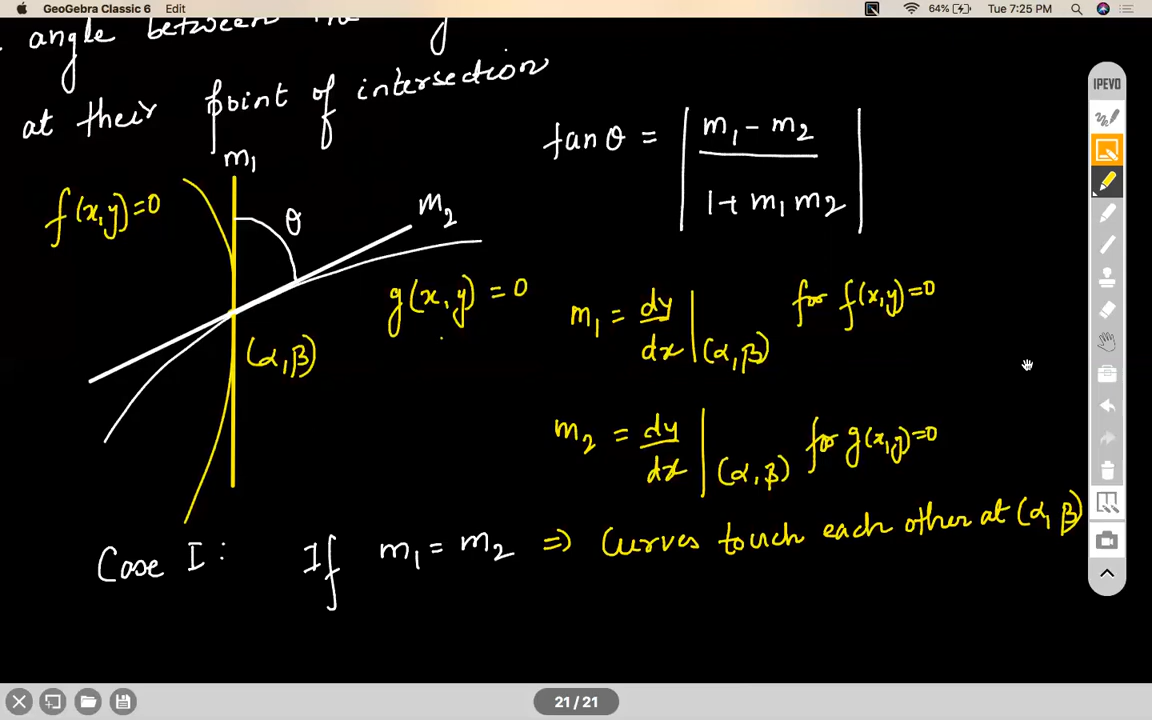 GeoGebra Classic 6 Edit 64% Tue 7:25 PM
angle between
at their point of intersection
IPEVO
tanθ = | m₁ - m₂ / 1 + m₁ m₂ |
m₁
f(x,y)=0
θ
m₂
g(x,y) = 0
m₁ = dy/dx |(α,β) for f(x,y)=0
(α,β)
m₂ = dy/dx |(α,β) for g(x,y)=0
Case I: If m₁ = m₂ ⇒ Curves touch each other at (α,β)
21 / 21